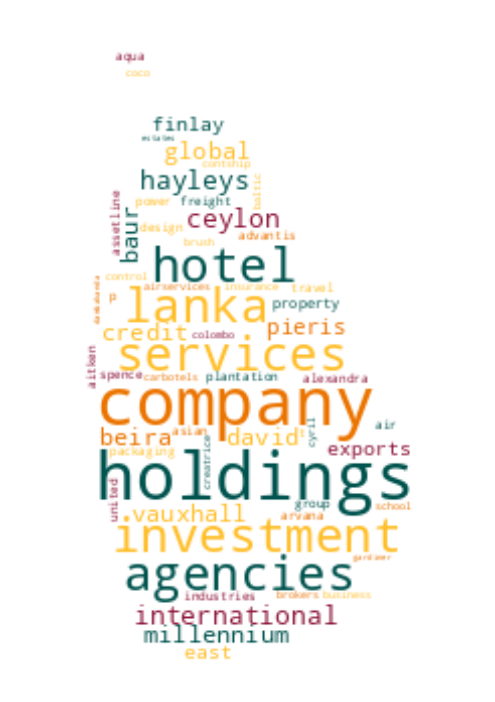 aqua
coco
finlay
estates
global
contship
hayleys
baltic
power
freight
assetline
baur
ceylon
design
advantis
brush
hotel
control
airservices
insurance
travel
p
lanka
property
credit
colombo
pieris
services
aitken
spence
carbotels
plantation
alexandra
company
air
beira
asian
david
cyril
exports
packaging
creatrice
holdings
united
group
school
vauxhall
arvana
investment
gardiner
agencies
industries
brokers
business
international
millennium
east